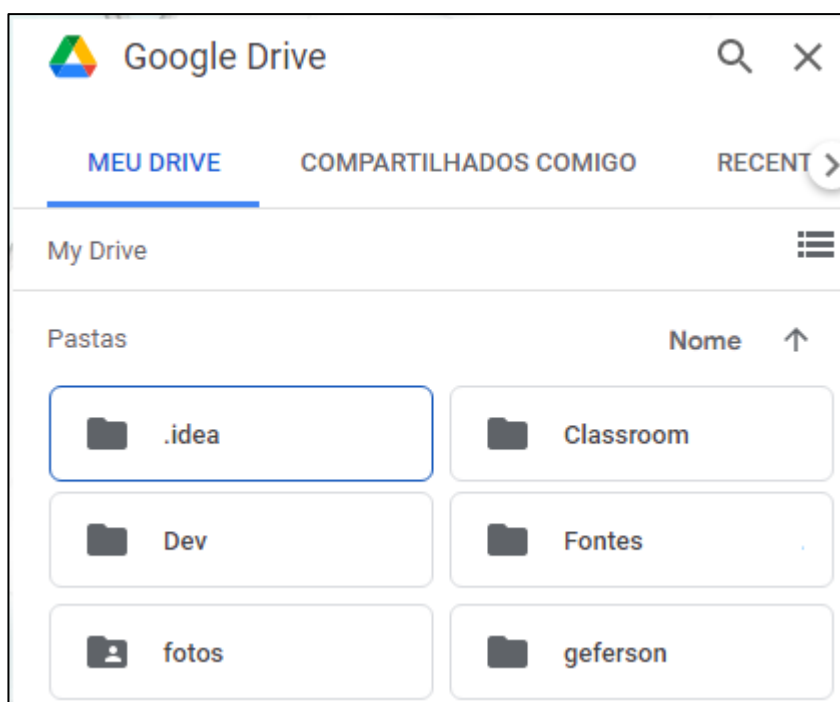 Google Drive
MEU DRIVE COMPARTILHADOS COMIGO RECENT
My Drive
Pastas Nome
.idea Classroom
Dev Fontes
fotos geferson